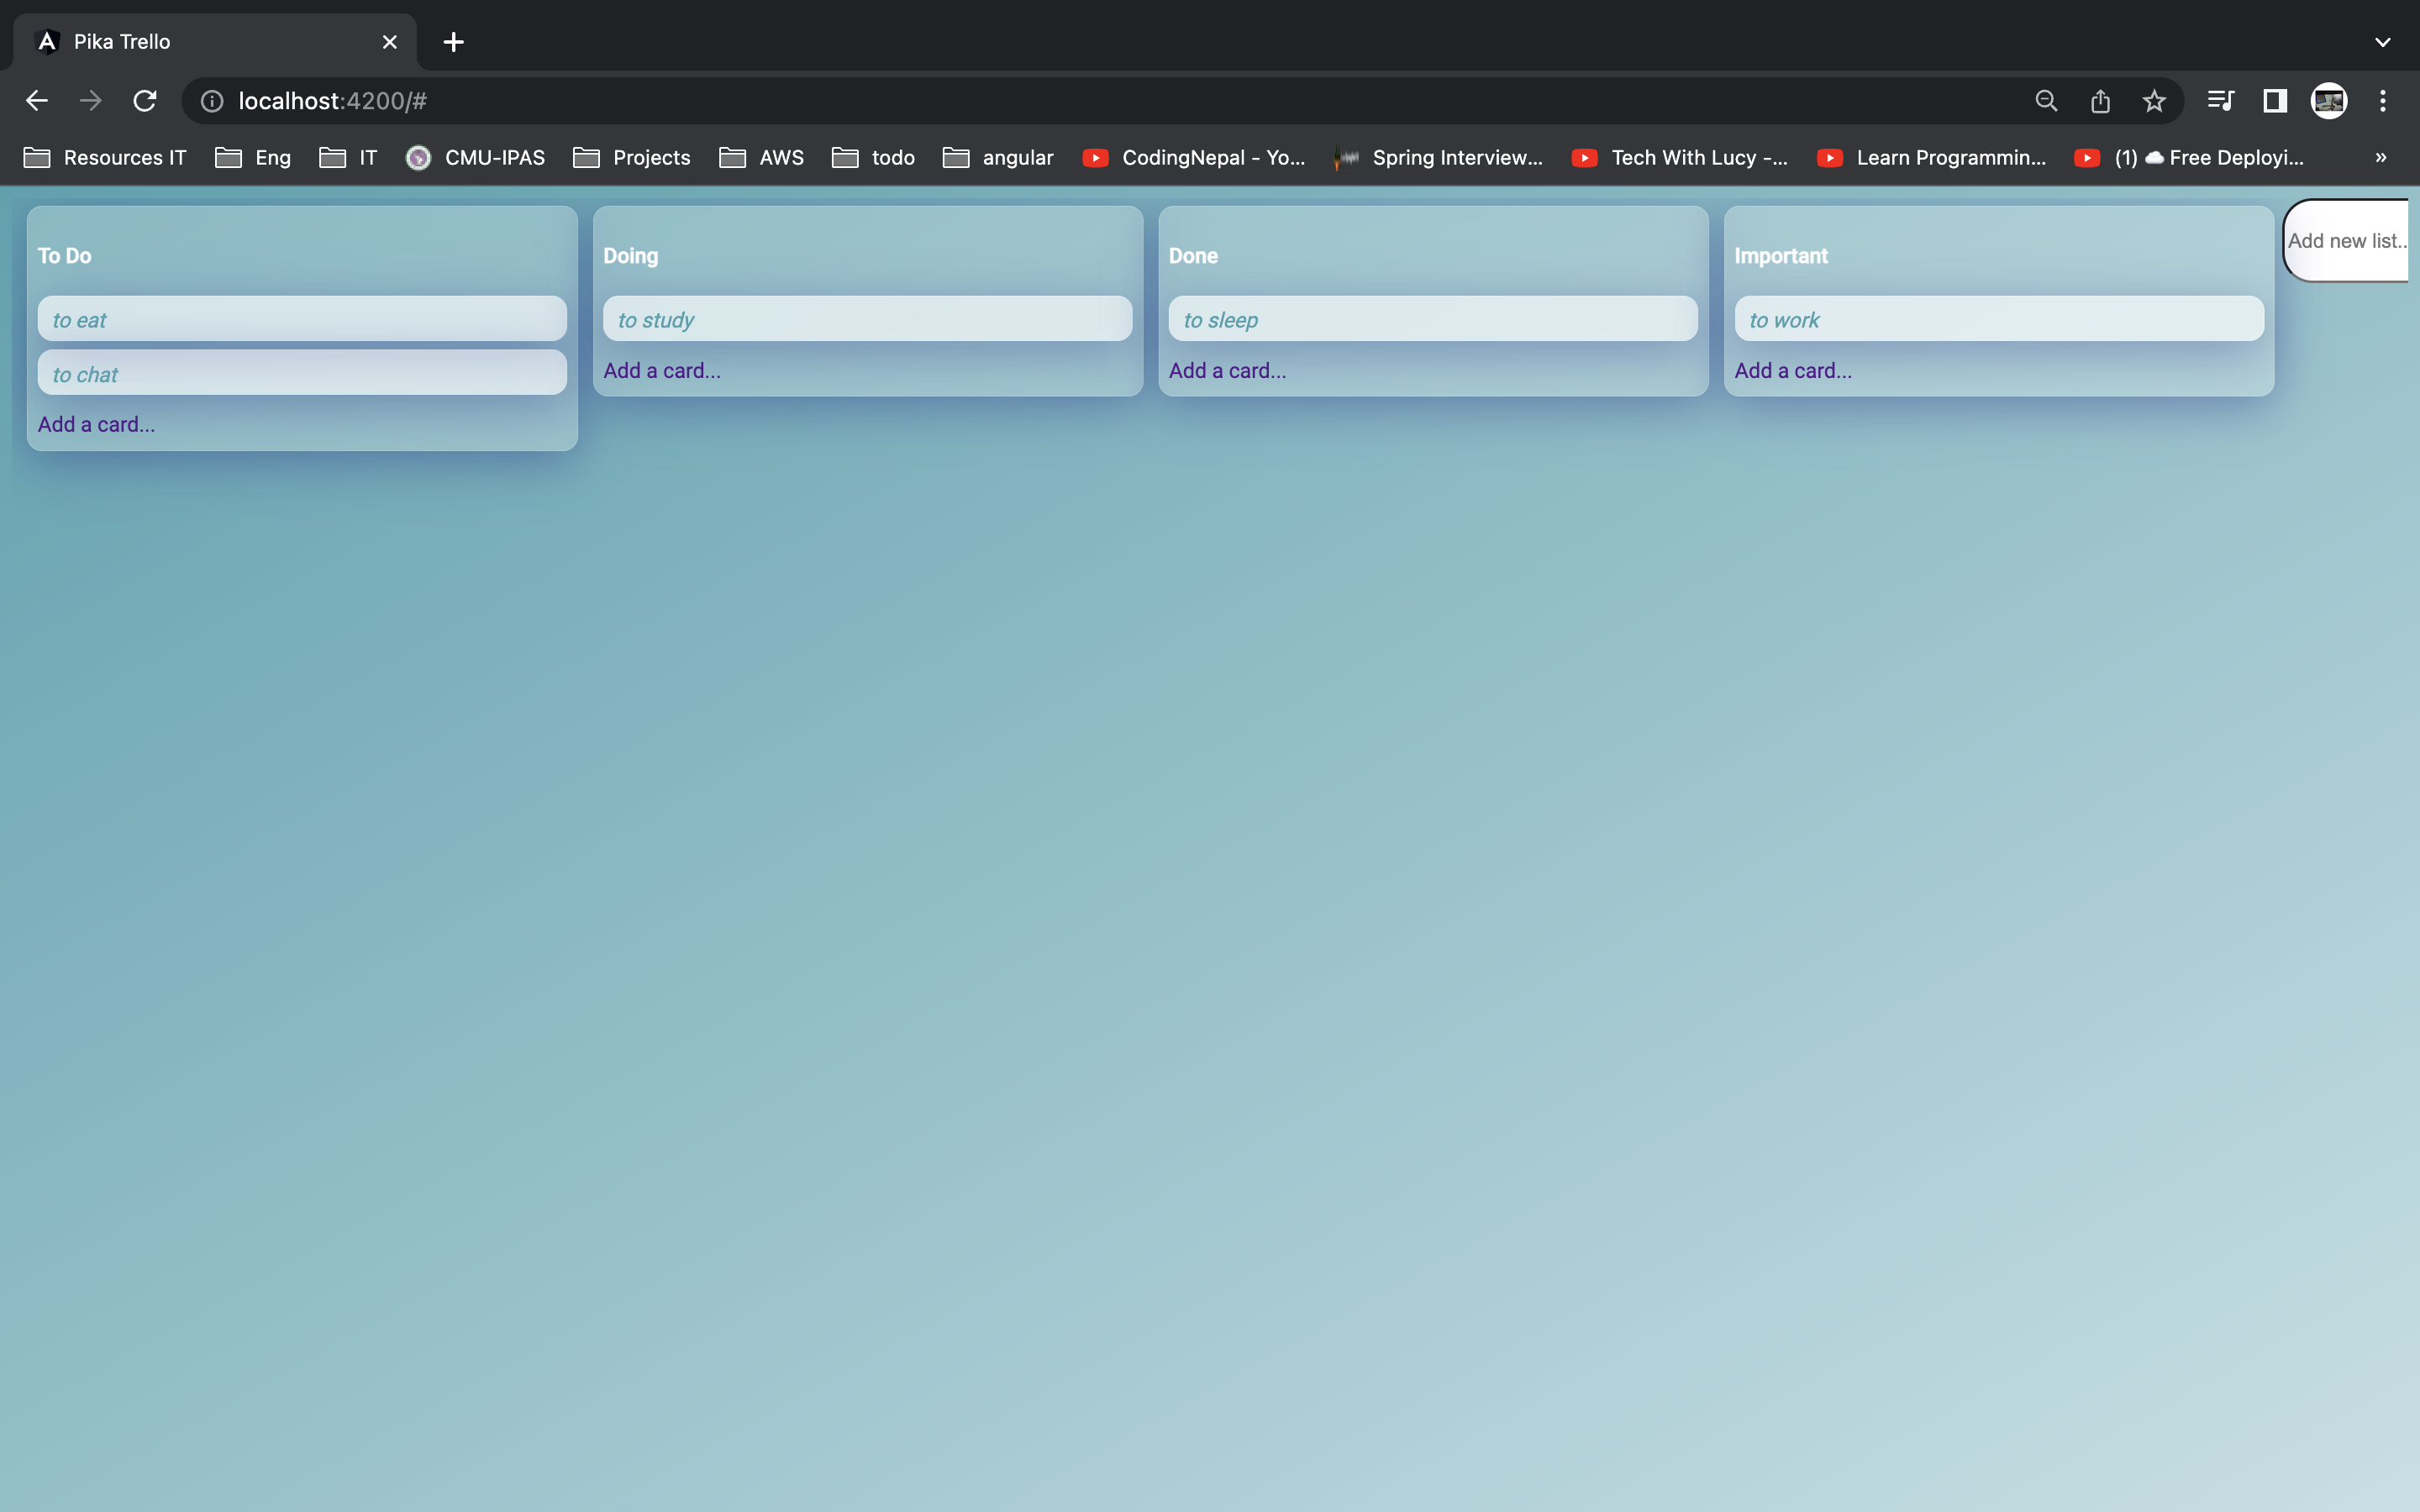 Pika Trello
localhost:4200/#
Resources IT Eng IT CMU-IPAS Projects AWS todo angular CodingNepal - Yo... Spring Interview... Tech With Lucy -... Learn Programmin... (1) ☁️ Free Deployi... »
To Do
to eat
to chat
Add a card...
Doing
to study
Add a card...
Done
to sleep
Add a card...
Important
to work
Add a card...
Add new list..